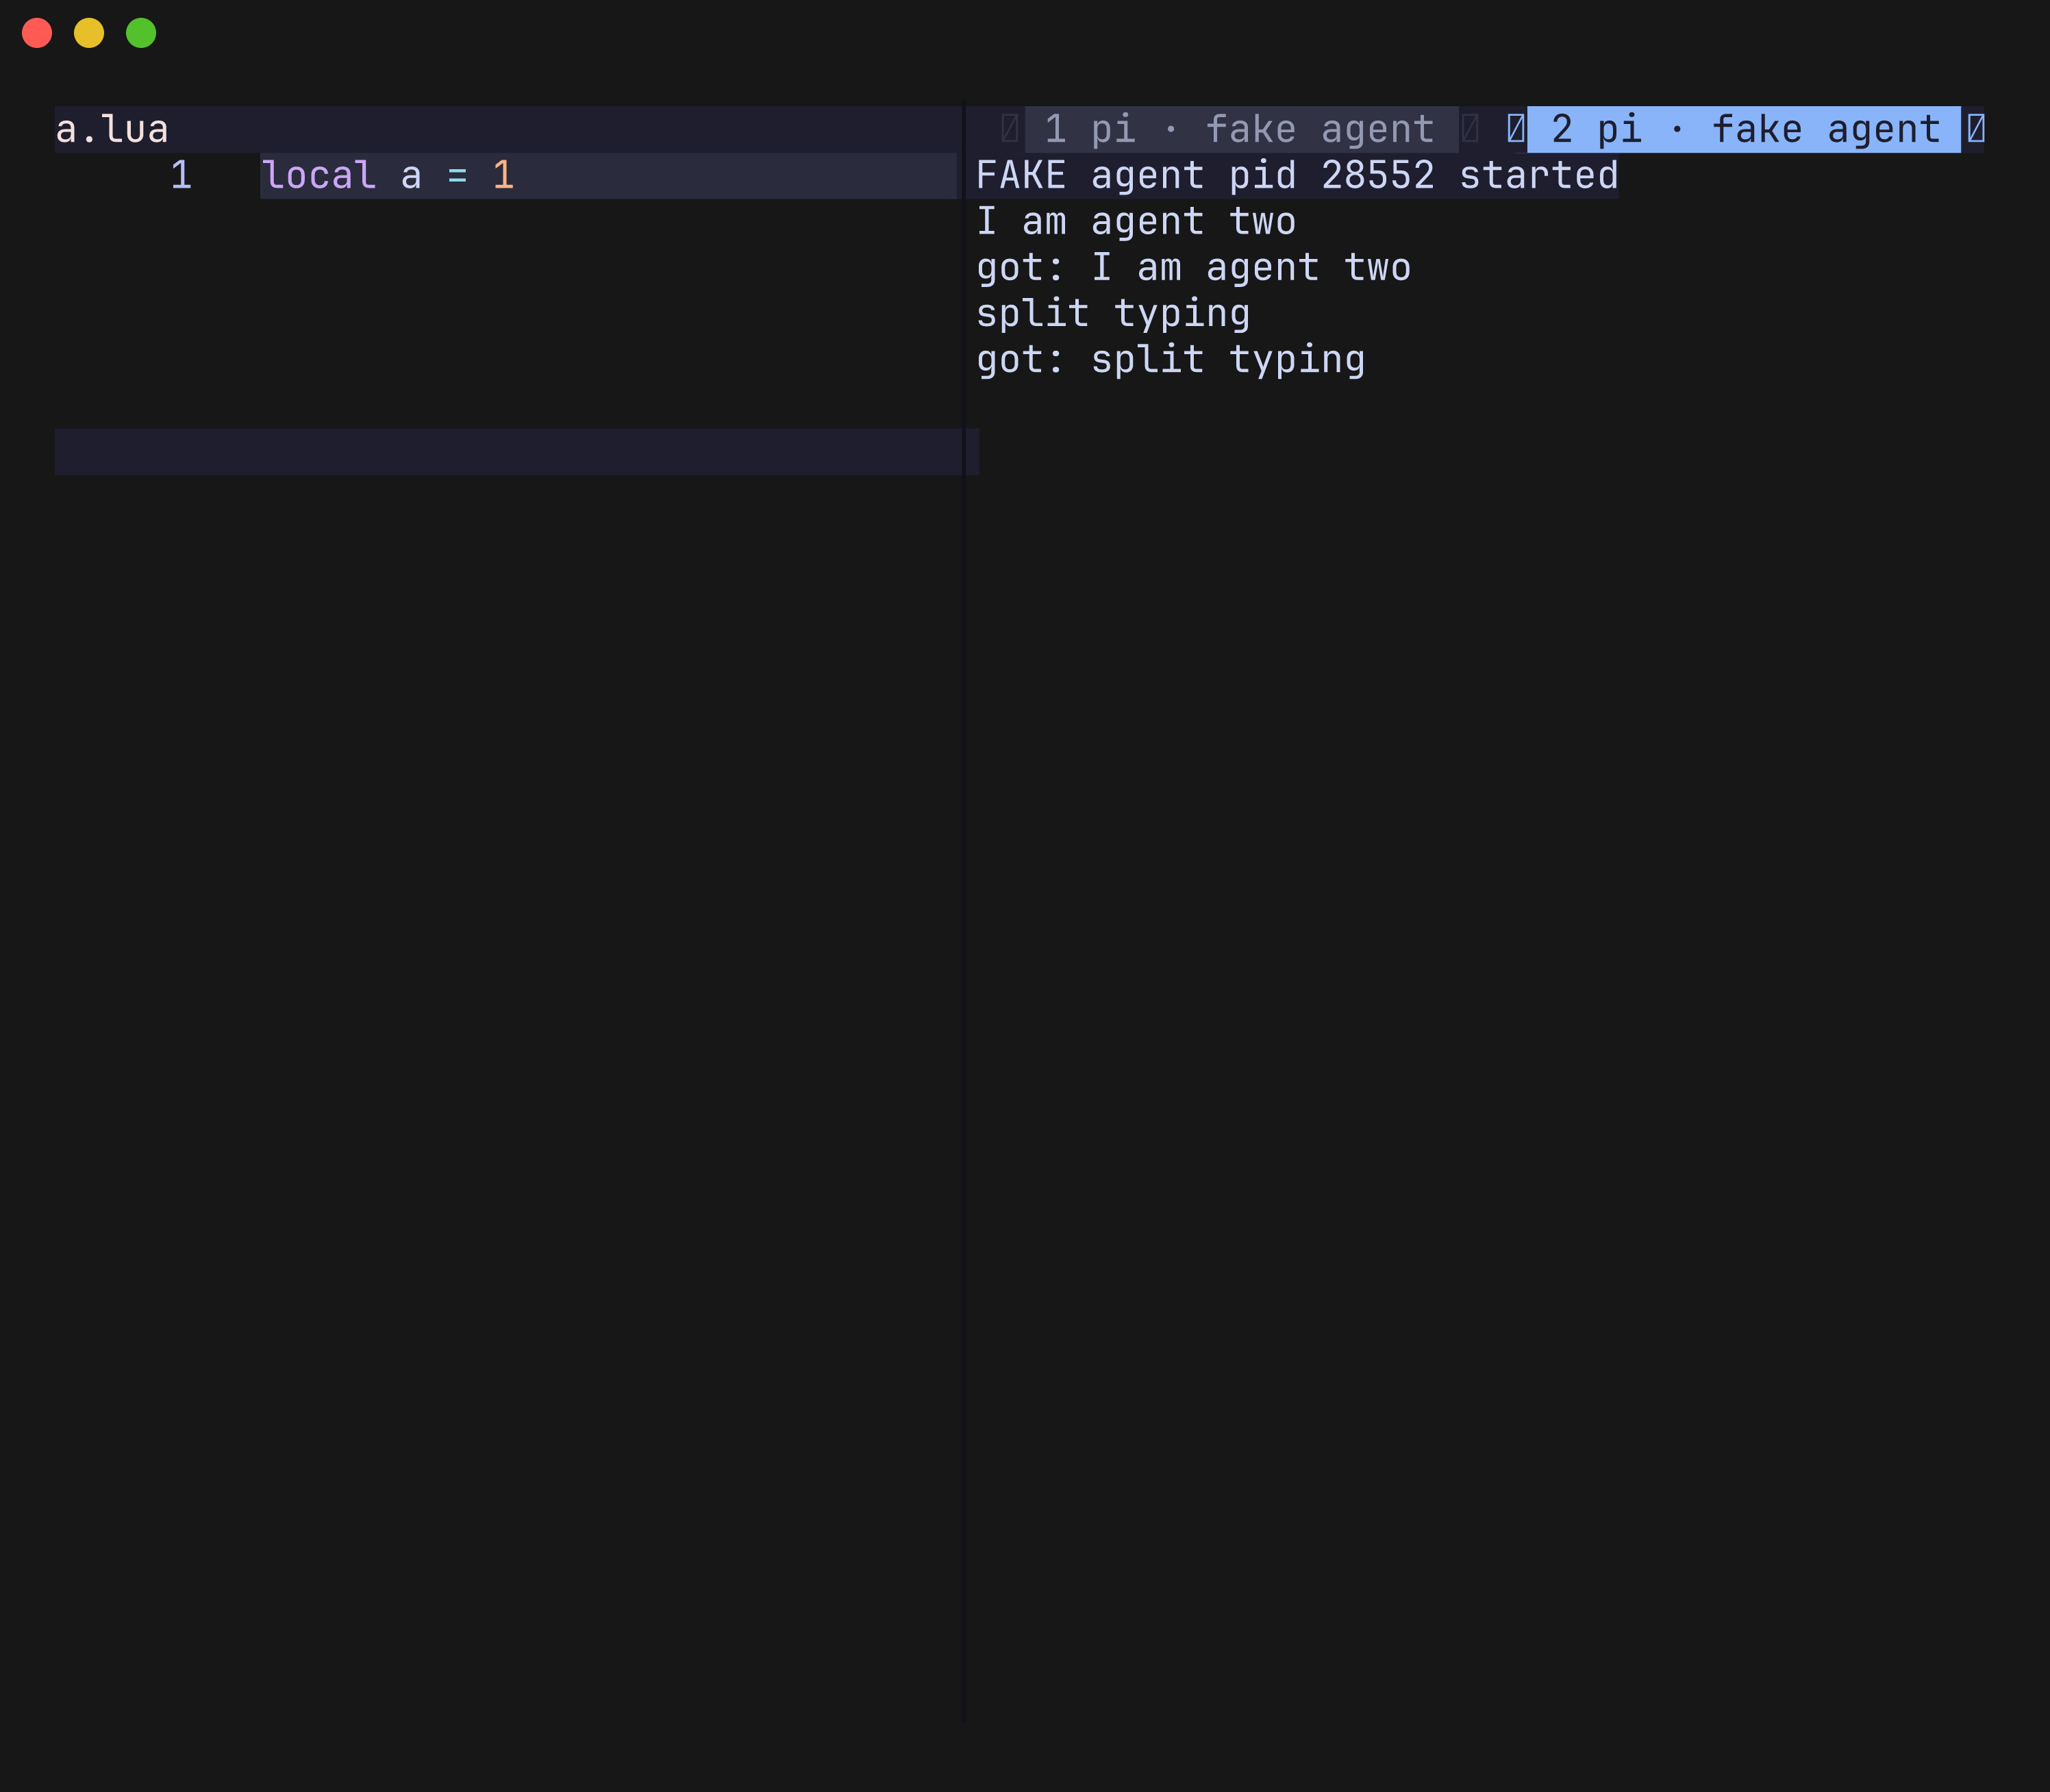 a.lua
1 local a = 1
1 pi · fake agent
2 pi · fake agent
FAKE agent pid 28552 started
I am agent two
got: I am agent two
split typing
got: split typing